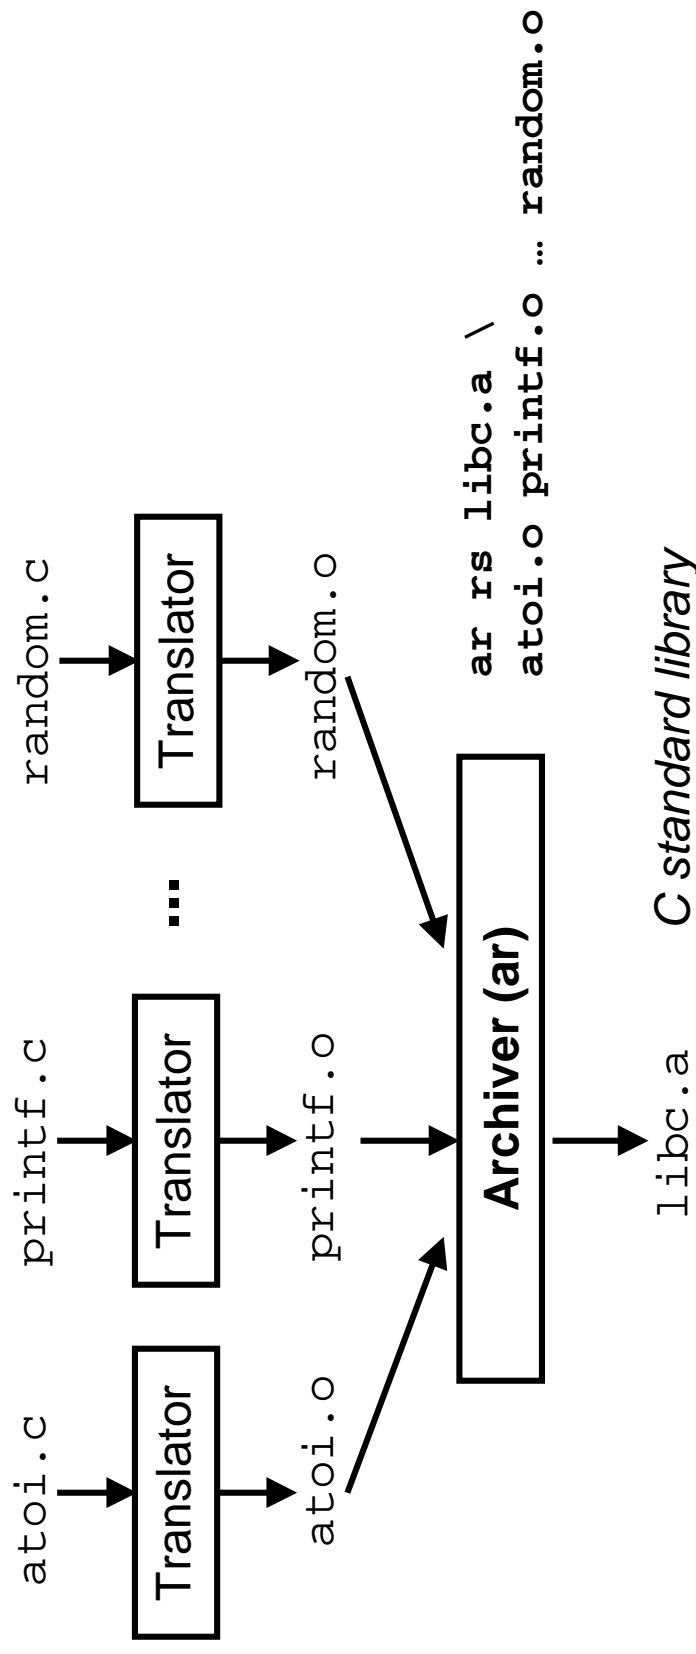 atoi.c printf.c random.c
Translator Translator ... Translator
atoi.o printf.o random.o
Archiver (ar)
ar rs libc.a \
atoi.o printf.o … random.o
libc.a
C standard library